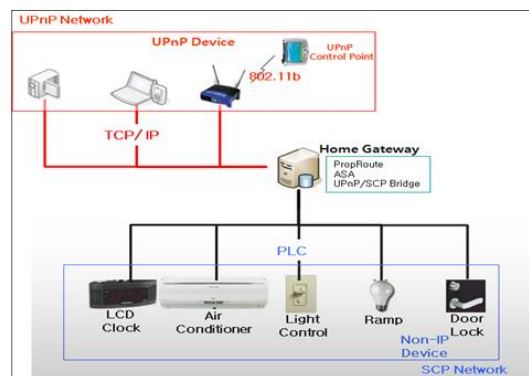 UPnP Network
UPnP Device
UPnP
Control Point
802.11b
TCP/ IP
Home Gateway
PropRoute
ASA
UPnP/SCP Bridge
PLC
LCD
Clock
Air
Conditioner
Light
Control
Ramp
Door
Lock
Non-IP
Device
SCP Network